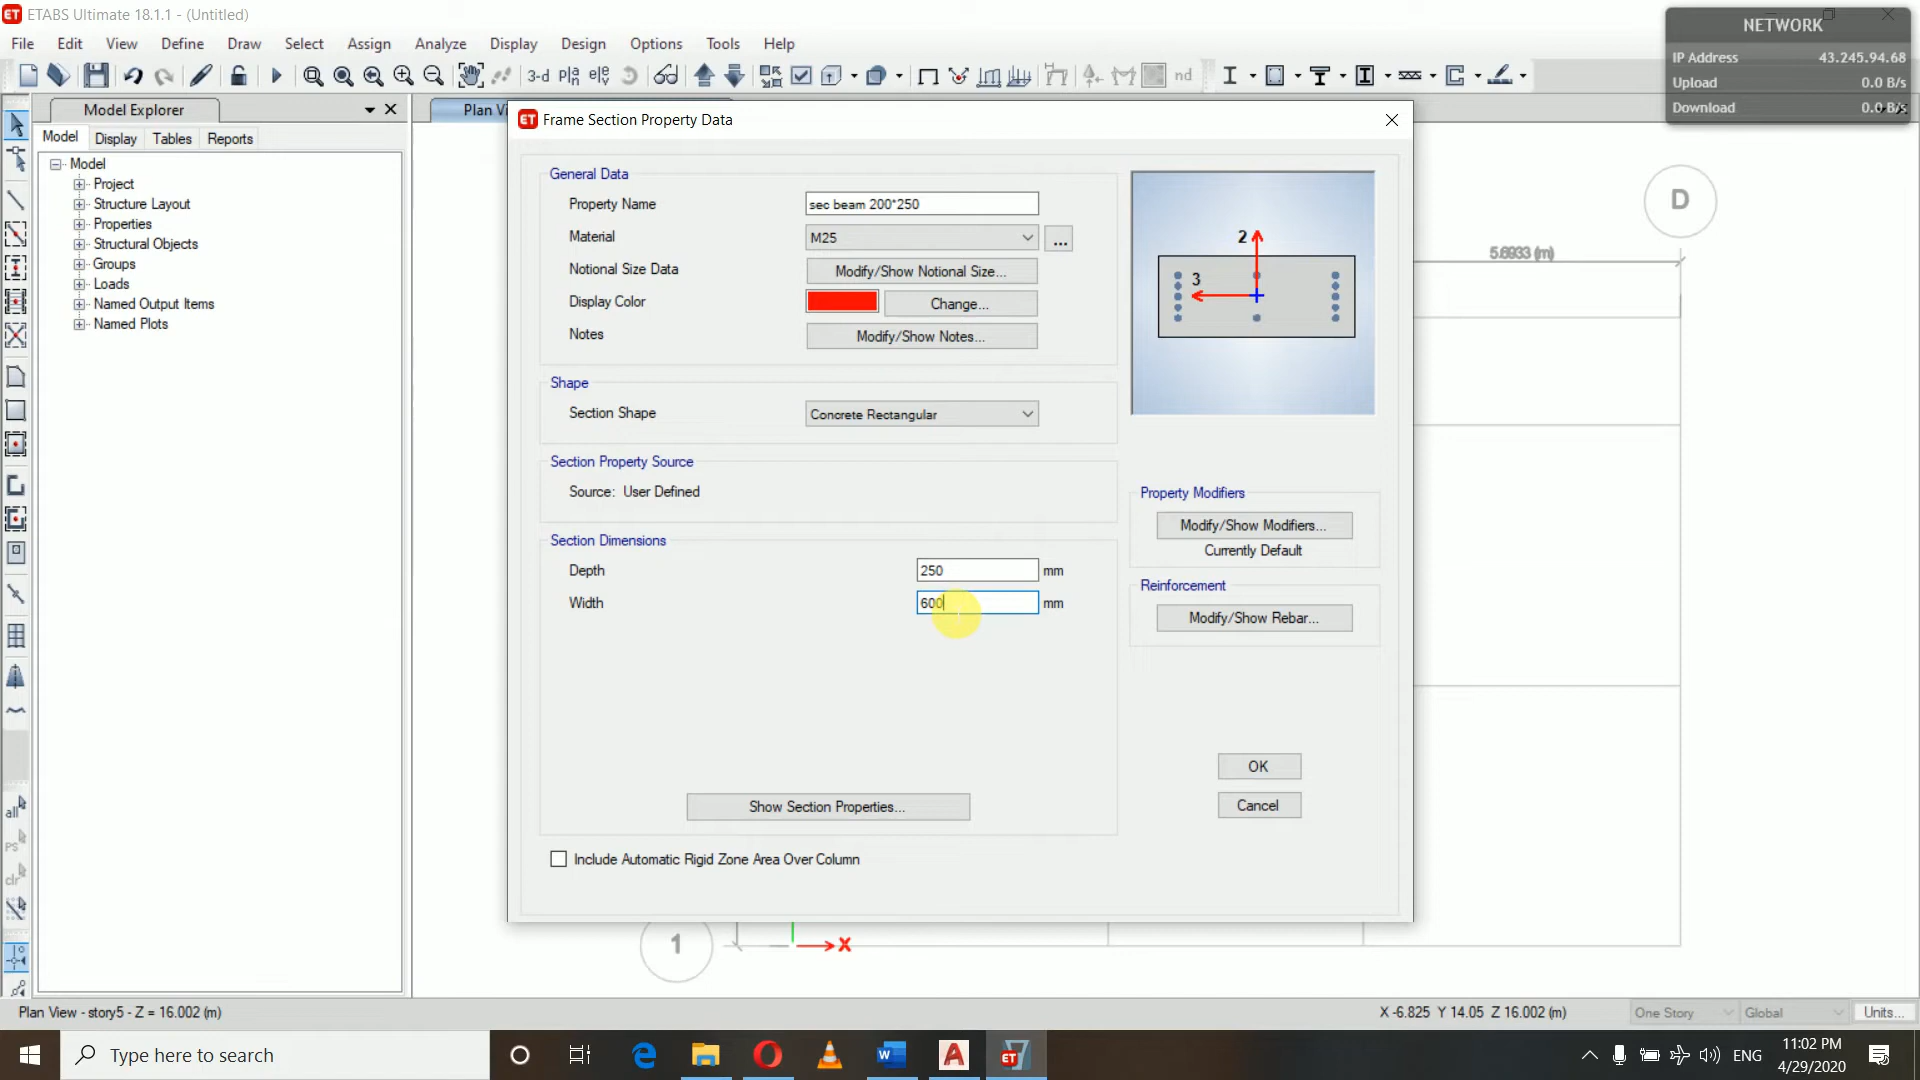 ETABS Ultimate 18.1.1 - (Untitled)
File Edit View Define Draw Select Assign Analyze Display Design Options Tools Help
NETWORK
IP Address 43.245.94.68
Upload 0.0 B/s
Download 0.0 B/s
3-d
nd
Model Explorer
Plan Vi
Model Display Tables Reports
Model
Project
Structure Layout
Properties
Structural Objects
Groups
Loads
Named Output Items
Named Plots
Frame Section Property Data
General Data
Property Name sec beam 200*250
Material M25 ...
Notional Size Data Modify/Show Notional Size...
Display Color Change...
Notes Modify/Show Notes...
Shape
Section Shape Concrete Rectangular
Section Property Source
Source: User Defined
Section Dimensions
Depth 250 mm
Width 600 mm
Show Section Properties...
Include Automatic Rigid Zone Area Over Column
2
3
Property Modifiers
Modify/Show Modifiers...
Currently Default
Reinforcement
Modify/Show Rebar...
OK
Cancel
D
5.6933 (m)
1
X
all
PS
clr
Plan View - story5 - Z = 16.002 (m)
X -6.825 Y 14.05 Z 16.002 (m)
One Story Global Units...
Type here to search
ENG
11:02 PM
4/29/2020